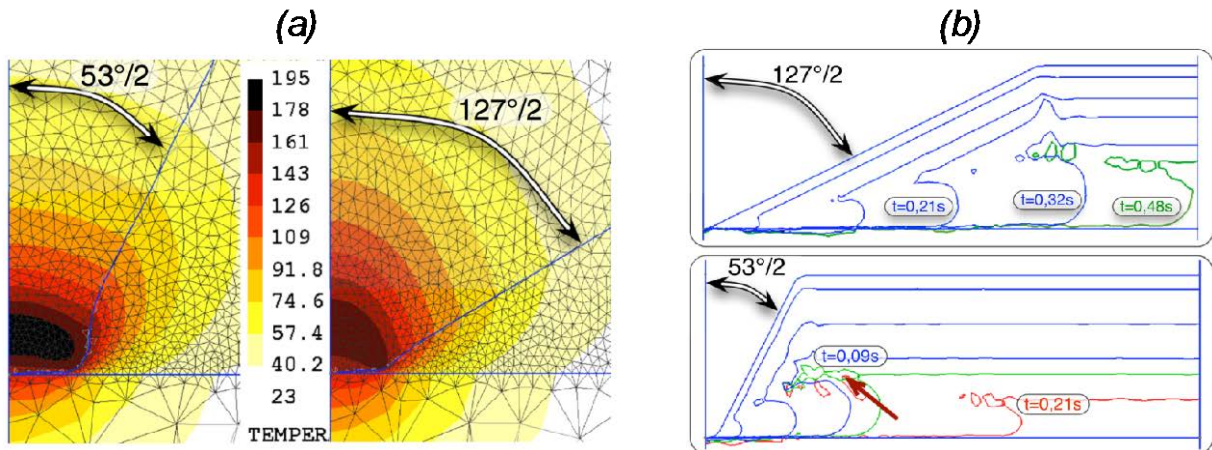 (a)
(b)
53°/2
127°/2
195
178
161
143
126
109
91.8
74.6
57.4
40.2
23
TEMPER
127°/2
t=0,21s
t=0,32s
t=0,48s
53°/2
t=0,09s
t=0,21s